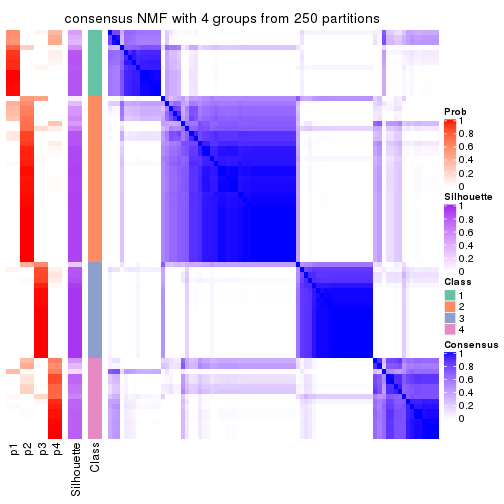 consensus NMF with 4 groups from 250 partitions
Prob
1
0.8
0.6
0.4
0.2
0
Silhouette
1
0.8
0.6
0.4
0.2
0
Class
1
2
3
4
Consensus
1
0.8
0.6
0.4
0.2
0
p1
p2
p3
p4
Silhouette
Class